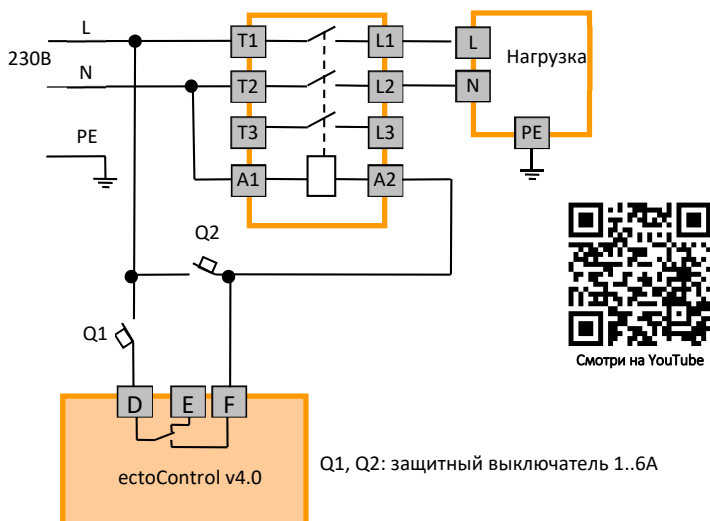 L
230В
N
PE
T1
L1
T2
L2
T3
L3
A1
A2
L
Нагрузка
N
PE
Q2
Q1
Смотри на YouTube
D
E
F
ectoControl v4.0
Q1, Q2: защитный выключатель 1..6А